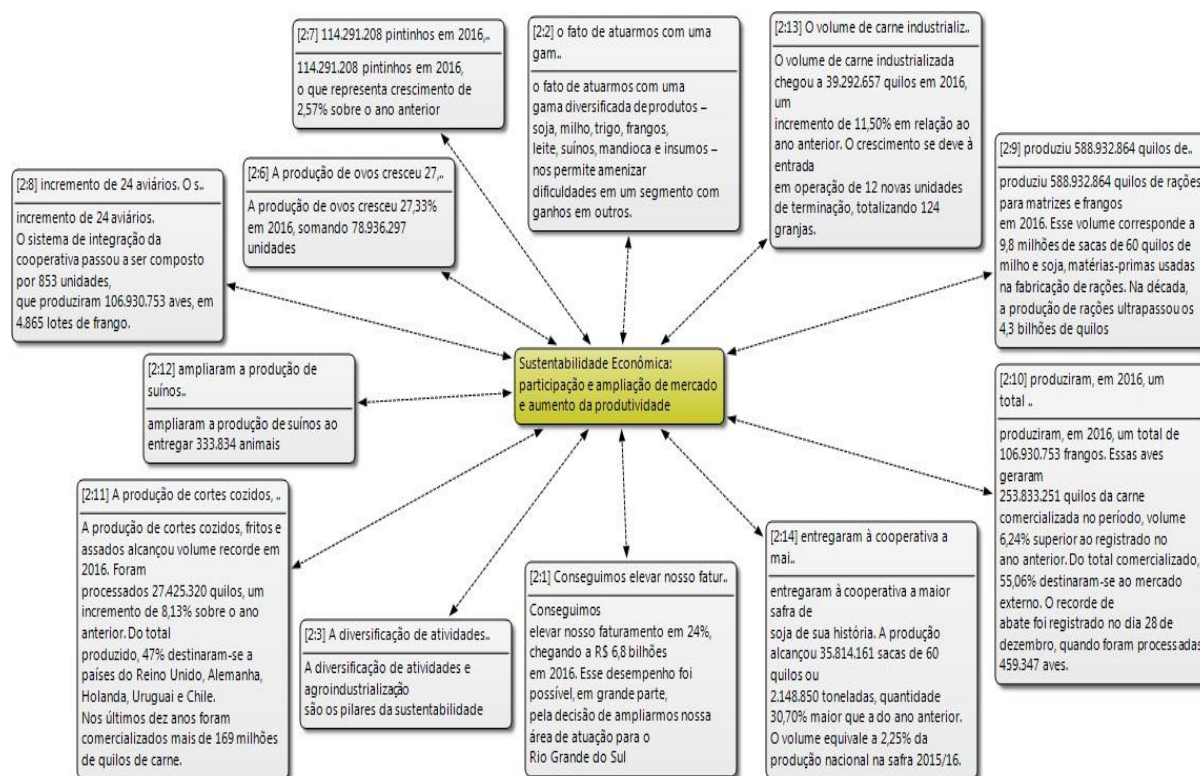 [2:7] 114.291.208 pintinhos em 2016,..
114.291.208 pintinhos em 2016,
o que representa crescimento de
2,57% sobre o ano anterior
[2:2] o fato de atuarmos com uma
gam..
o fato de atuarmos com uma
gama diversificada de produtos –
soja, milho, trigo, frangos,
leite, suínos, mandioca e insumos –
nos permite amenizar
dificuldades em um segmento com
ganhos em outros.
[2:13] O volume de carne industrializ..
O volume de carne industrializada
chegou a 39.292.657 quilos em 2016,
um
incremento de 11,50% em relação ao
ano anterior. O crescimento se deve à
entrada
em operação de 12 novas unidades
de terminação, totalizando 124
granjas.
[2:9] produziu 588.932.864 quilos de..
produziu 588.932.864 quilos de rações
para matrizes e frangos
em 2016. Esse volume corresponde a
9,8 milhões de sacas de 60 quilos de
milho e soja, matérias-primas usadas
na fabricação de rações. Na década,
a produção de rações ultrapassou os
4,3 bilhões de quilos
[2:6] A produção de ovos cresceu 27,..
A produção de ovos cresceu 27,33%
em 2016, somando 78.936.297
unidades
[2:8] incremento de 24 aviários. O s..
incremento de 24 aviários.
O sistema de integração da
cooperativa passou a ser composto
por 853 unidades,
que produziram 106.930.753 aves, em
4.865 lotes de frango.
Sustentabilidade Econômica:
participação e ampliação de mercado
e aumento da produtividade
[2:12] ampliaram a produção de
suínos..
ampliaram a produção de suínos ao
entregar 333.834 animais
[2:10] produziram, em 2016, um
total ..
produziram, em 2016, um total de
106.930.753 frangos. Essas aves
geraram
253.833.251 quilos da carne
comercializada no período, volume
6,24% superior ao registrado no
ano anterior. Do total comercializado,
55,06% destinaram-se ao mercado
externo. O recorde de
abate foi registrado no dia 28 de
dezembro, quando foram processadas
459.347 aves.
[2:11] A produção de cortes cozidos, ..
A produção de cortes cozidos, fritos e
assados alcançou volume recorde em
2016. Foram
processados 27.425.320 quilos, um
incremento de 8,13% sobre o ano
anterior. Do total
produzido, 47% destinaram-se a
países do Reino Unido, Alemanha,
Holanda, Uruguai e Chile.
Nos últimos dez anos foram
comercializados mais de 169 milhões
de quilos de carne.
[2:3] A diversificação de atividades..
A diversificação de atividades e
agroindustrialização
são os pilares da sustentabilidade
[2:1] Conseguimos elevar nosso fatur..
Conseguimos
elevar nosso faturamento em 24%,
chegando a R$ 6,8 bilhões
em 2016. Esse desempenho foi
possível, em grande parte,
pela decisão de ampliarmos nossa
área de atuação para o
Rio Grande do Sul
[2:14] entregaram à cooperativa a
mai..
entregaram à cooperativa a maior
safra de
soja de sua história. A produção
alcançou 35.814.161 sacas de 60
quilos ou
2.148.850 toneladas, quantidade
30,70% maior que a do ano anterior.
O volume equivale a 2,25% da
produção nacional na safra 2015/16.